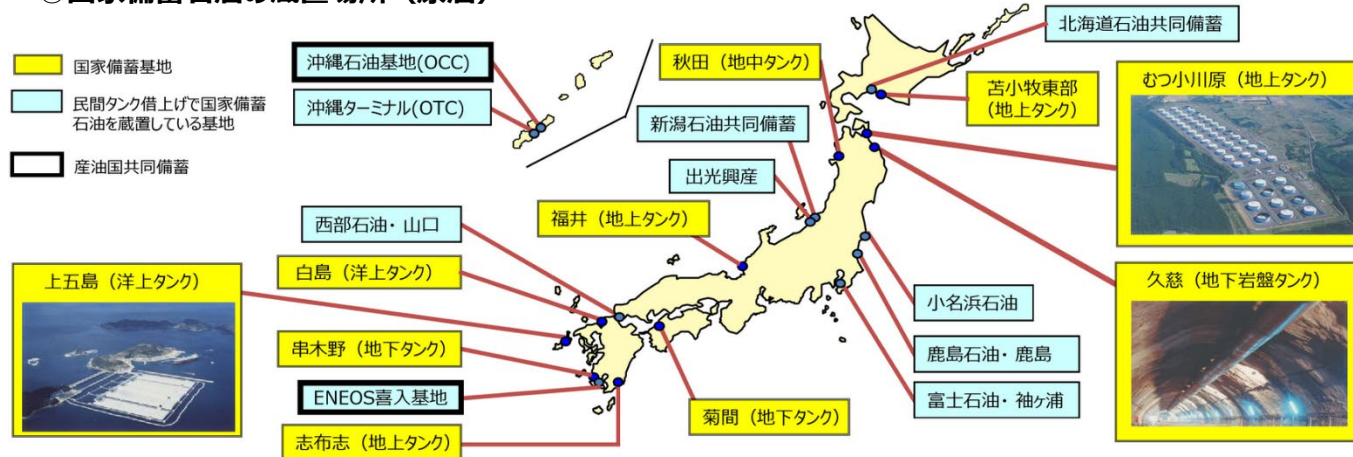 国家備蓄石油の蔵置場所（原油）
国家備蓄基地
民間タンク借上げで国家備蓄
石油を蔵置している基地
産油国共同備蓄
沖縄石油基地(OCC)
沖縄ターミナル(OTC)
北海道石油共同備蓄
秋田（地中タンク）
苫小牧東部
(地上タンク)
むつ小川原（地上タンク）
新潟石油共同備蓄
出光興産
福井（地上タンク）
西部石油・山口
白島（洋上タンク）
上五島（洋上タンク）
串木野（地下タンク）
ENEOS喜入基地
志布志（地上タンク）
菊間（地下タンク）
小名浜石油
鹿島石油・鹿島
富士石油・袖ヶ浦
久慈（地下岩盤タンク）